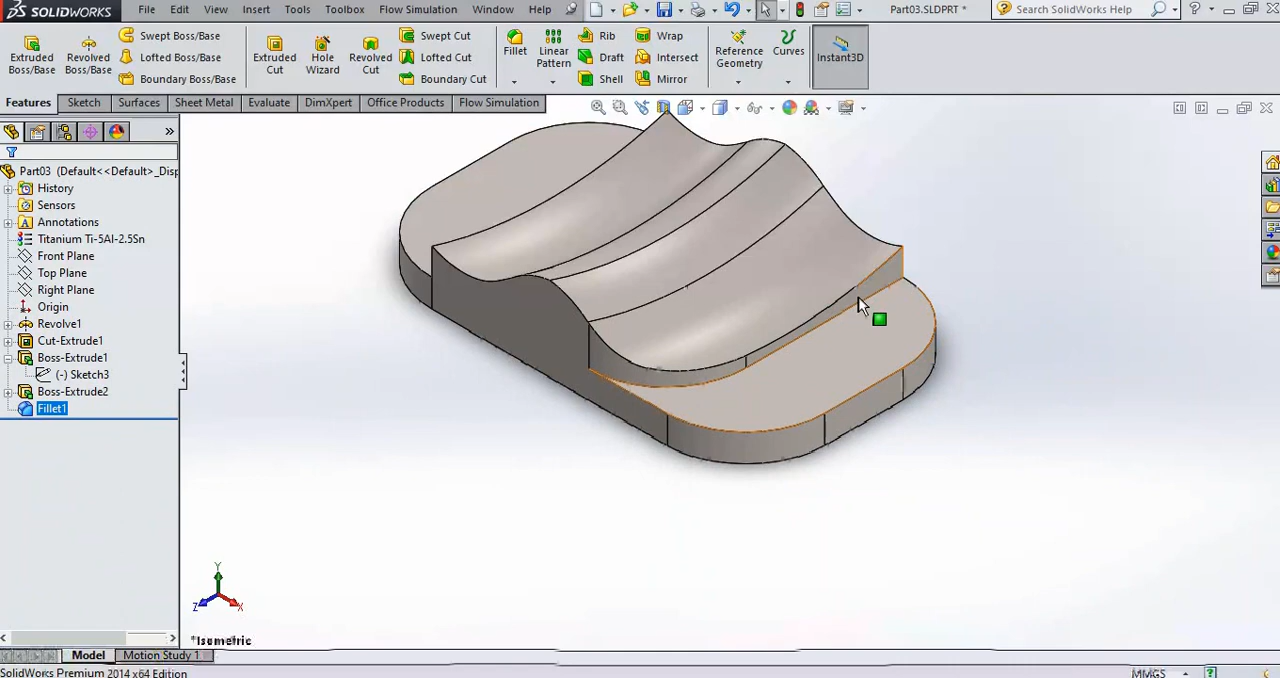 SOLIDWORKS File Edit View Insert Tools Toolbox Flow Simulation Window Help Part03.SLDPRT * Search SolidWorks Help
Extruded Boss/Base
Revolved Boss/Base
Swept Boss/Base
Lofted Boss/Base
Boundary Boss/Base
Extruded Cut
Hole Wizard
Revolved Cut
Swept Cut
Lofted Cut
Boundary Cut
Fillet
Linear Pattern
Rib
Draft
Shell
Wrap
Intersect
Mirror
Reference Geometry
Curves
Instant3D
Features Sketch Surfaces Sheet Metal Evaluate DimXpert Office Products Flow Simulation
Part03 (Default<<Default>_Disp
History
Sensors
Annotations
Titanium Ti-5Al-2.5Sn
Front Plane
Top Plane
Right Plane
Origin
Revolve1
Cut-Extrude1
Boss-Extrude1
(-) Sketch3
Boss-Extrude2
Fillet1
Y
Z
X
*Isometric
Model Motion Study 1
SolidWorks Premium 2014 x64 Edition MMGS